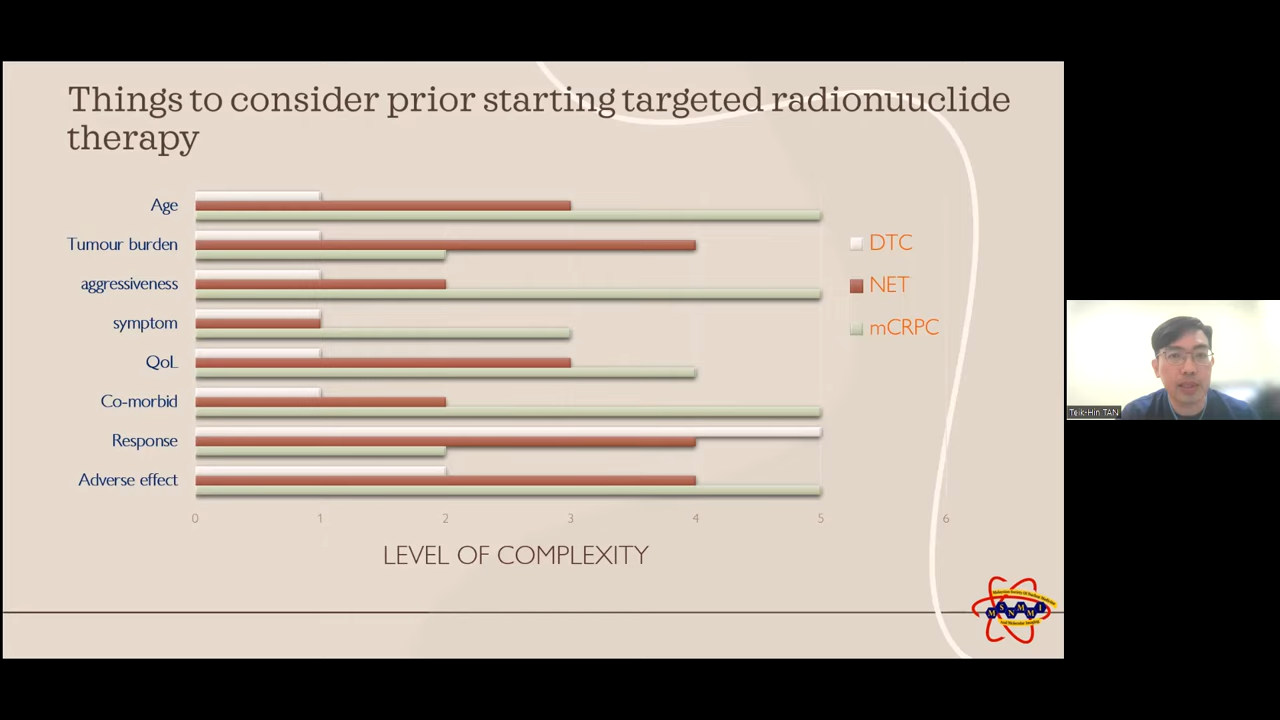 Things to consider prior starting targeted radionuuclide
therapy
Age
Tumour burden
aggressiveness
symptom
QoL
Co-morbid
Response
Adverse effect
0 1 2 3 4 5 6
LEVEL OF COMPLEXITY
DTC
NET
mCRPC
M S N M M I
Teik-Hin TAN